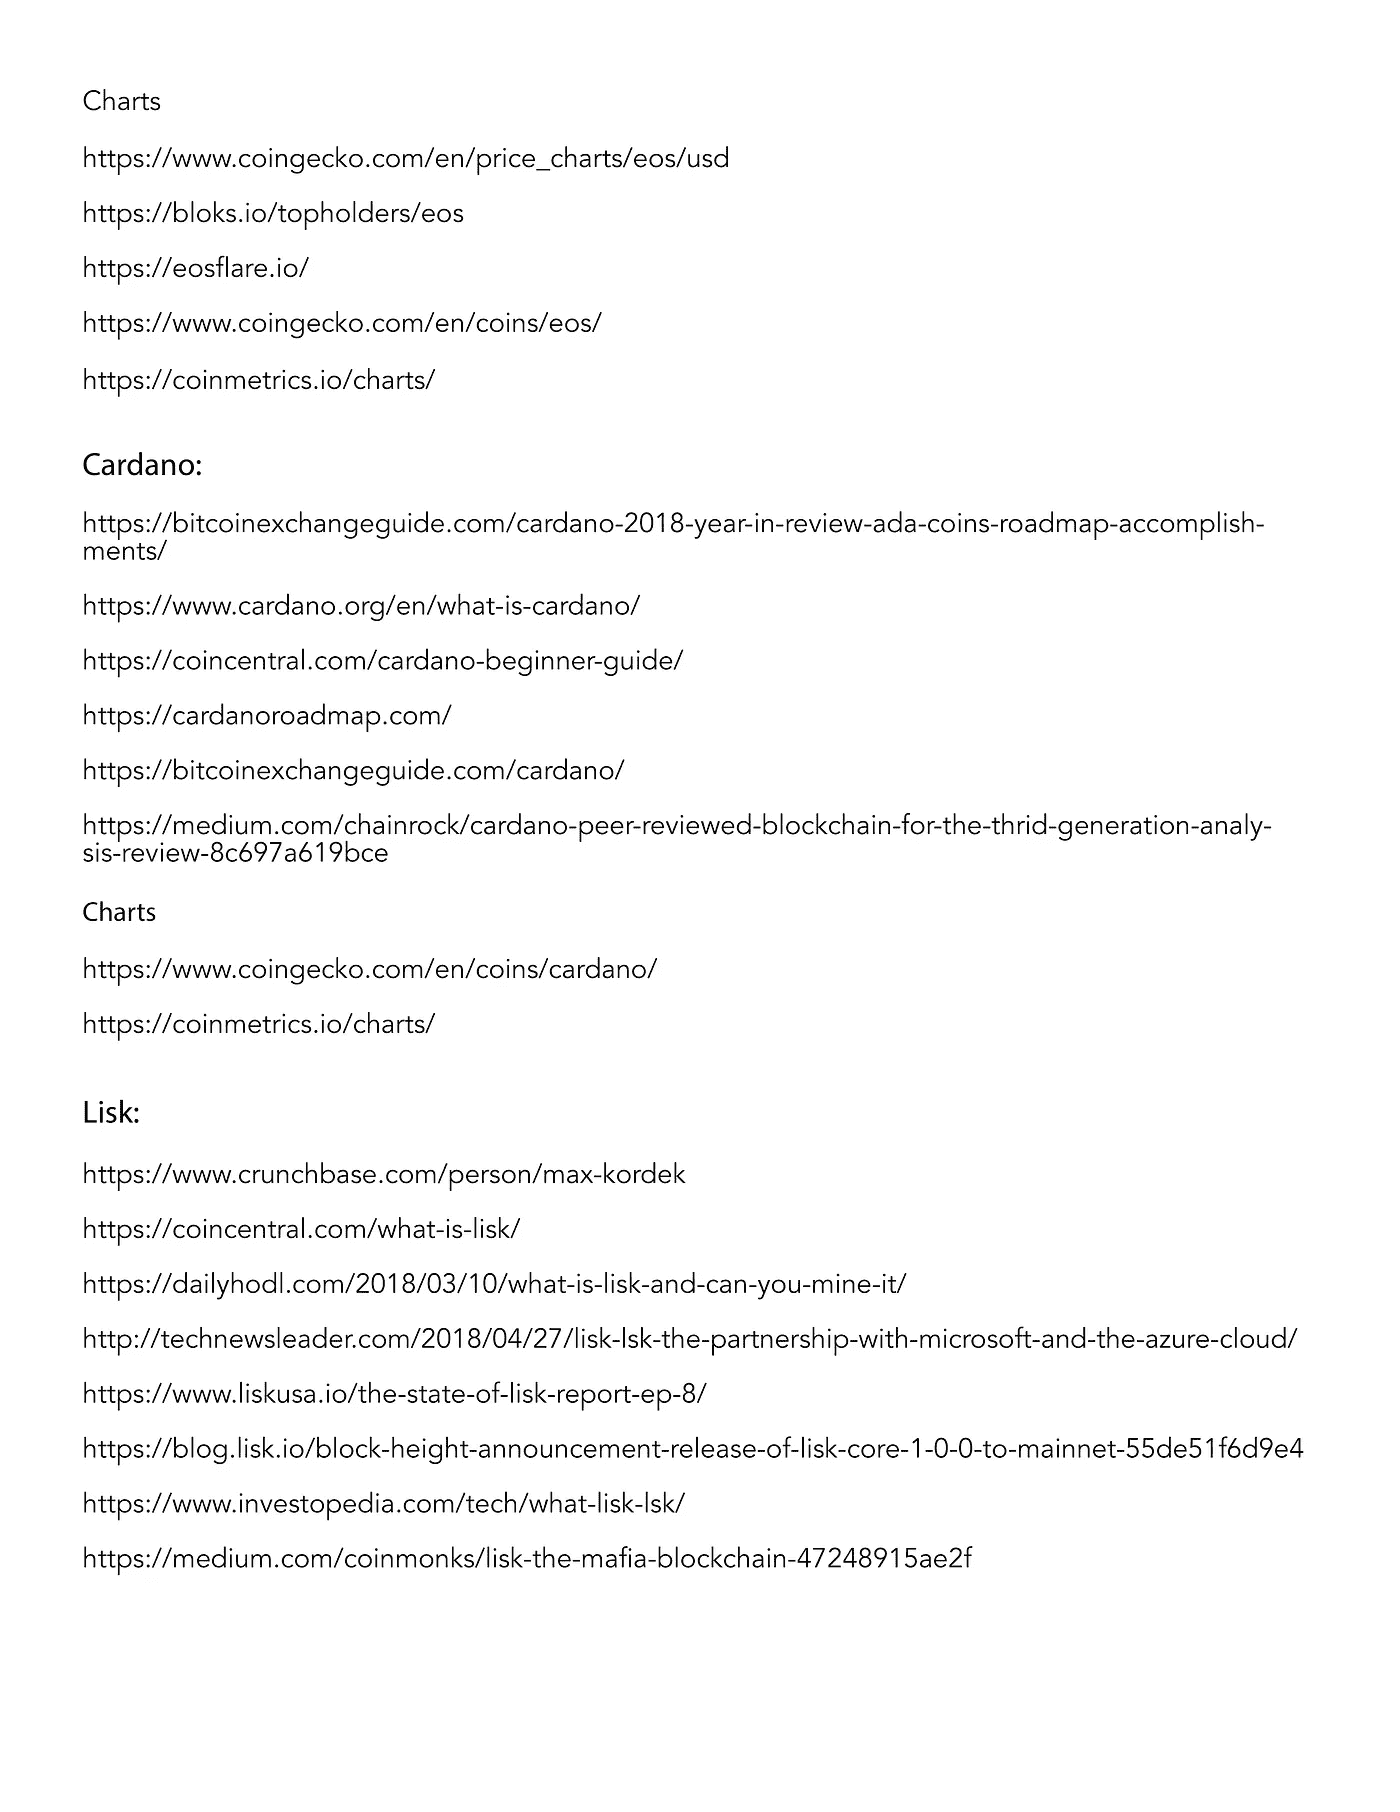 Charts
https://www.coingecko.com/en/price_charts/eos/usd
https://bloks.io/topholders/eos
https://eosflare.io/
https://www.coingecko.com/en/coins/eos/
https://coinmetrics.io/charts/
Cardano:
https://bitcoinexchangeguide.com/cardano-2018-year-in-review-ada-coins-roadmap-accomplish-
ments/
https://www.cardano.org/en/what-is-cardano/
https://coincentral.com/cardano-beginner-guide/
https://cardanoroadmap.com/
https://bitcoinexchangeguide.com/cardano/
https://medium.com/chainrock/cardano-peer-reviewed-blockchain-for-the-thrid-generation-analy-
sis-review-8c697a619bce
Charts
https://www.coingecko.com/en/coins/cardano/
https://coinmetrics.io/charts/
Lisk:
https://www.crunchbase.com/person/max-kordek
https://coincentral.com/what-is-lisk/
https://dailyhodl.com/2018/03/10/what-is-lisk-and-can-you-mine-it/
http://technewsleader.com/2018/04/27/lisk-lsk-the-partnership-with-microsoft-and-the-azure-cloud/
https://www.liskusa.io/the-state-of-lisk-report-ep-8/
https://blog.lisk.io/block-height-announcement-release-of-lisk-core-1-0-0-to-mainnet-55de51f6d9e4
https://www.investopedia.com/tech/what-lisk-lsk/
https://medium.com/coinmonks/lisk-the-mafia-blockchain-47248915ae2f